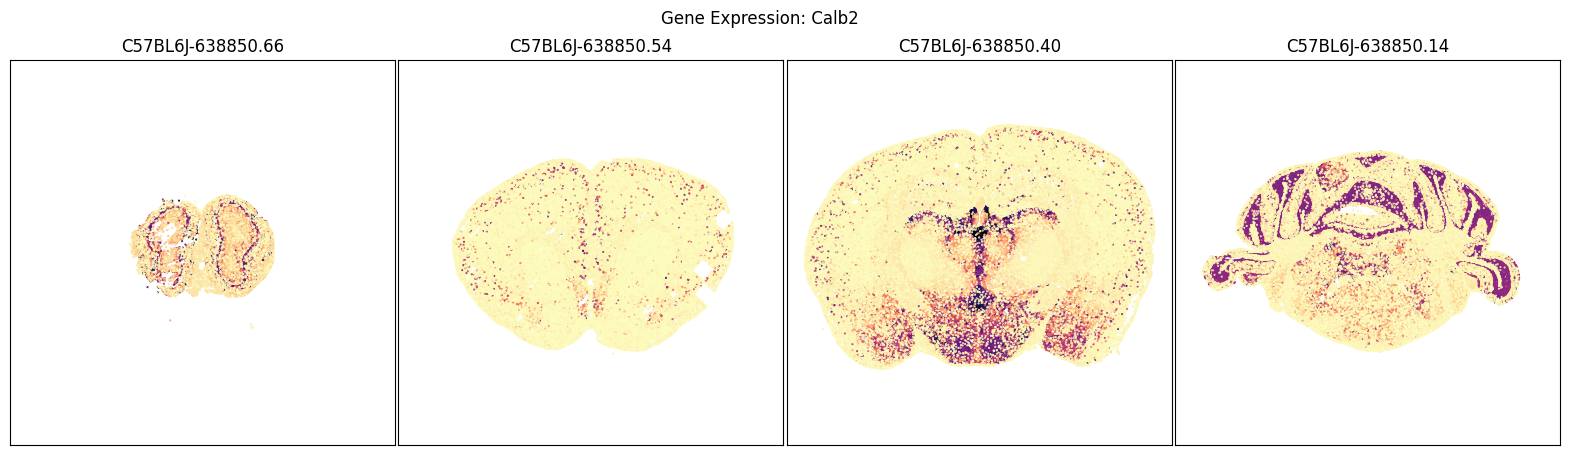 Gene Expression: Calb2
C57BL6J-638850.66
C57BL6J-638850.54
C57BL6J-638850.40
C57BL6J-638850.14